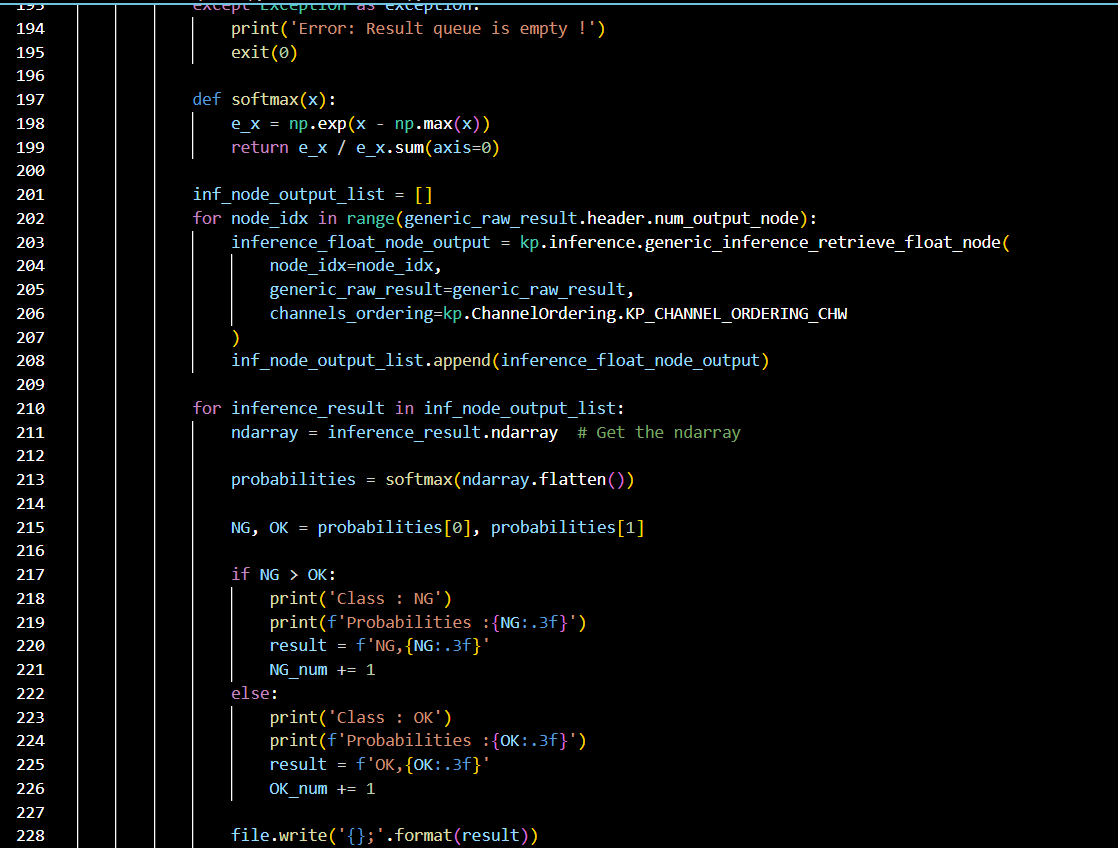 193 except Exception as exception:
194 print('Error: Result queue is empty !')
195 exit(0)
196
197 def softmax(x):
198 e_x = np.exp(x - np.max(x))
199 return e_x / e_x.sum(axis=0)
200
201 inf_node_output_list = []
202 for node_idx in range(generic_raw_result.header.num_output_node):
203 inference_float_node_output = kp.inference.generic_inference_retrieve_float_node(
204 node_idx=node_idx,
205 generic_raw_result=generic_raw_result,
206 channels_ordering=kp.ChannelOrdering.KP_CHANNEL_ORDERING_CHW
207 )
208 inf_node_output_list.append(inference_float_node_output)
209
210 for inference_result in inf_node_output_list:
211 ndarray = inference_result.ndarray  # Get the ndarray
212
213 probabilities = softmax(ndarray.flatten())
214
215 NG, OK = probabilities[0], probabilities[1]
216
217 if NG > OK:
218 print('Class : NG')
219 print(f'Probabilities :{NG:.3f}')
220 result = f'NG,{NG:.3f}'
221 NG_num += 1
222 else:
223 print('Class : OK')
224 print(f'Probabilities :{OK:.3f}')
225 result = f'OK,{OK:.3f}'
226 OK_num += 1
227
228 file.write('{};'.format(result))